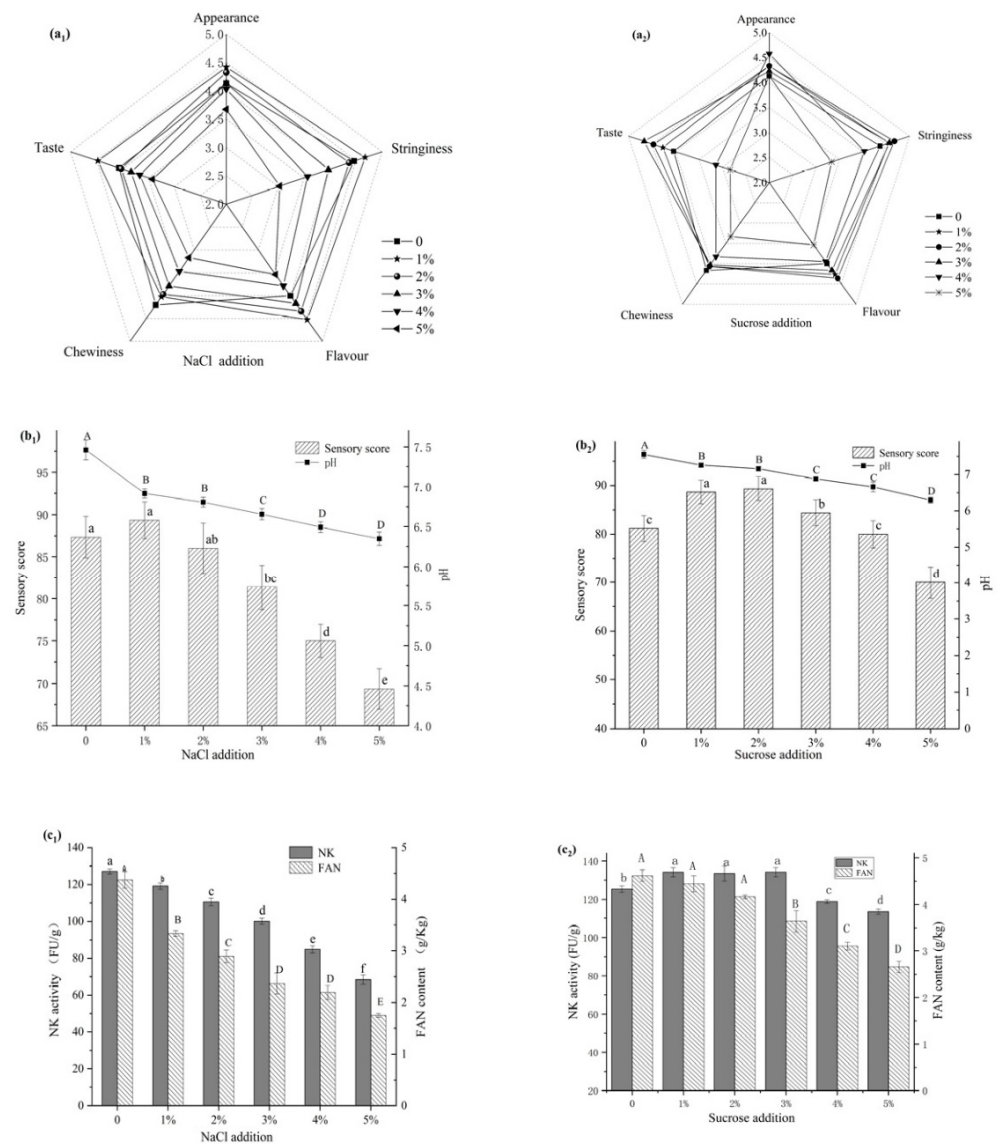 (a1)
Appearance
5.0
4.5
4.0
3.5
3.0
2.5
2.0
Taste
Stringiness
Chewiness
Flavour
NaCl addition
0
1%
2%
3%
4%
5%
(a2)
Appearance
5.0
4.5
4.0
3.5
3.0
2.5
2.0
Taste
Stringiness
Chewiness
Flavour
Sucrose addition
0
1%
2%
3%
4%
5%
(b1)
Sensory score
pH
95
90
85
80
75
70
65
Sensory score
7.5
7.0
6.5
6.0
5.5
5.0
4.5
4.0
pH
A
B
B
C
D
D
a
a
ab
bc
d
e
0 1% 2% 3% 4% 5%
NaCl addition
(b2)
Sensory score
pH
90
80
70
60
50
40
Sensory score
7
6
5
4
3
2
1
0
pH
A
B
B
C
C
D
c
a
a
b
c
d
0 1% 2% 3% 4% 5%
Sucrose addition
(c1)
NK
FAN
140
120
100
80
60
40
20
0
NK activity (FU/g)
5
4
3
2
1
0
FAN content (g/Kg)
a
A
b
B
c
C
d
D
e
D
f
E
0 1% 2% 3% 4% 5%
NaCl addition
(c2)
NK
FAN
140
120
100
80
60
40
20
NK activity (FU/g)
5
4
3
2
1
0
FAN content (g/kg)
b
A
a
A
a
A
a
B
c
C
d
D
0 1% 2% 3% 4% 5%
Sucrose addition